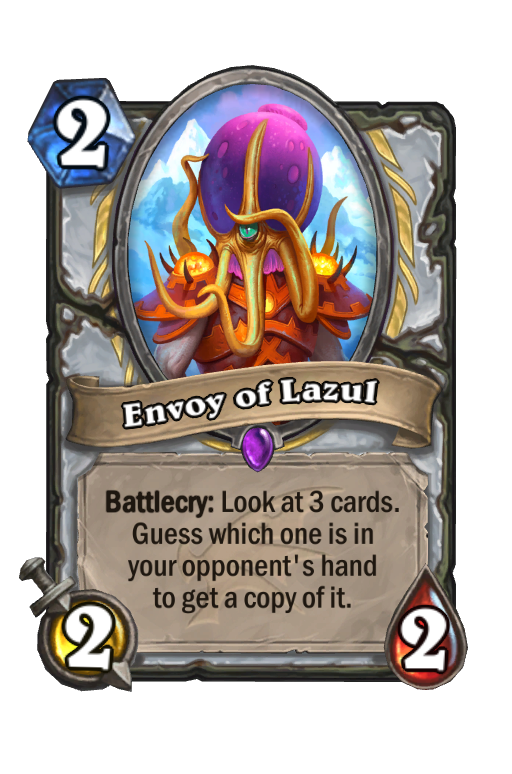 2
Envoy of Lazul
Battlecry: Look at 3 cards.
Guess which one is in
your opponent's hand
to get a copy of it.
2
2